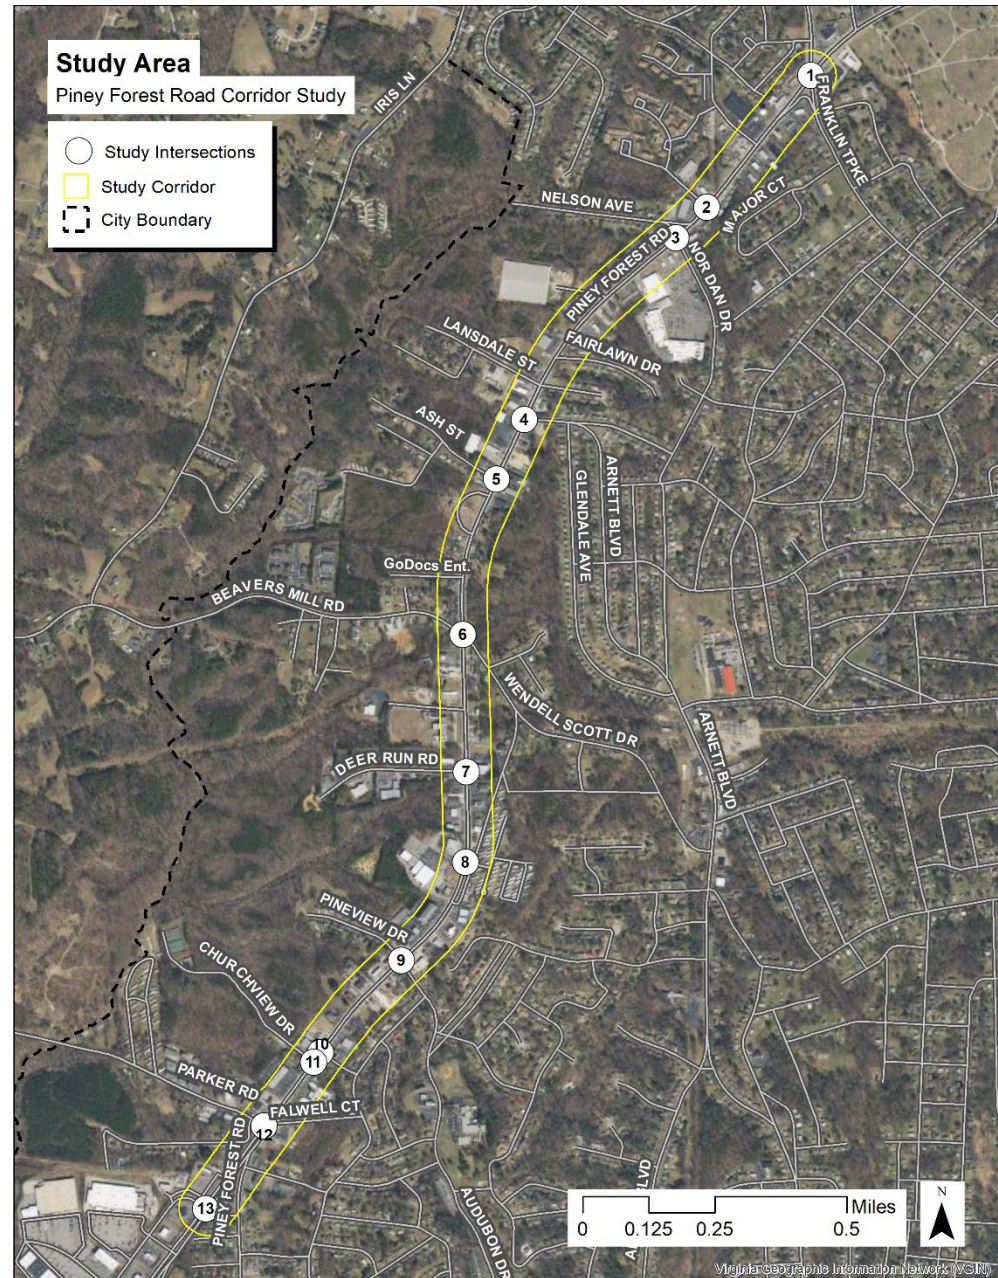 Study Area
Piney Forest Road Corridor Study
Study Intersections
Study Corridor
City Boundary
IRIS LN
1
FRANKLIN TPKE
NELSON AVE
2
MAJOR CT
3
PINEY FOREST RD
NOR DAN DR
LANSDALE ST
FAIRLAWN DR
4
ASH ST
5
GLENDALE AVE
ARNETT BLVD
GoDocs Ent.
BEAVERS MILL RD
6
WENDELL SCOTT DR
ARNETT BLVD
DEER RUN RD
7
8
PINEVIEW DR
9
CHURCHVIEW DR
10
11
PARKER RD
FALWELL CT
12
PINEY FOREST RD
13
AUDUBON DR
BLVD
Miles
0
0.125
0.25
0.5
N
Virginia Geographic Information Network (VGIN)